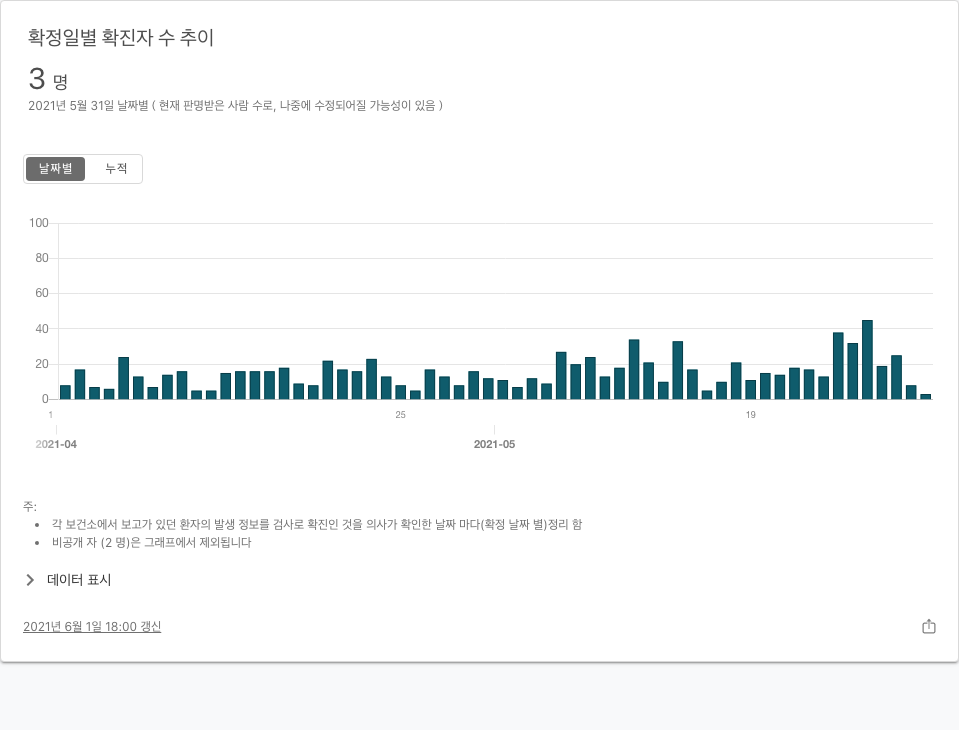 확정일별 확진자 수 추이
3 명
2021년 5월 31일 날짜별 ( 현재 판명받은 사람 수로, 나중에 수정되어질 가능성이 있음 )
날짜별 누적
100
80
60
40
20
0
1 25 19
2021-04 2021-05
주:
각 보건소에서 보고가 있던 환자의 발생 정보를 검사로 확진인 것을 의사가 확인한 날짜 마다(확정 날짜 별)정리 함
비공개 자 (2 명)은 그래프에서 제외됩니다
데이터 표시
2021년 6월 1일 18:00 갱신